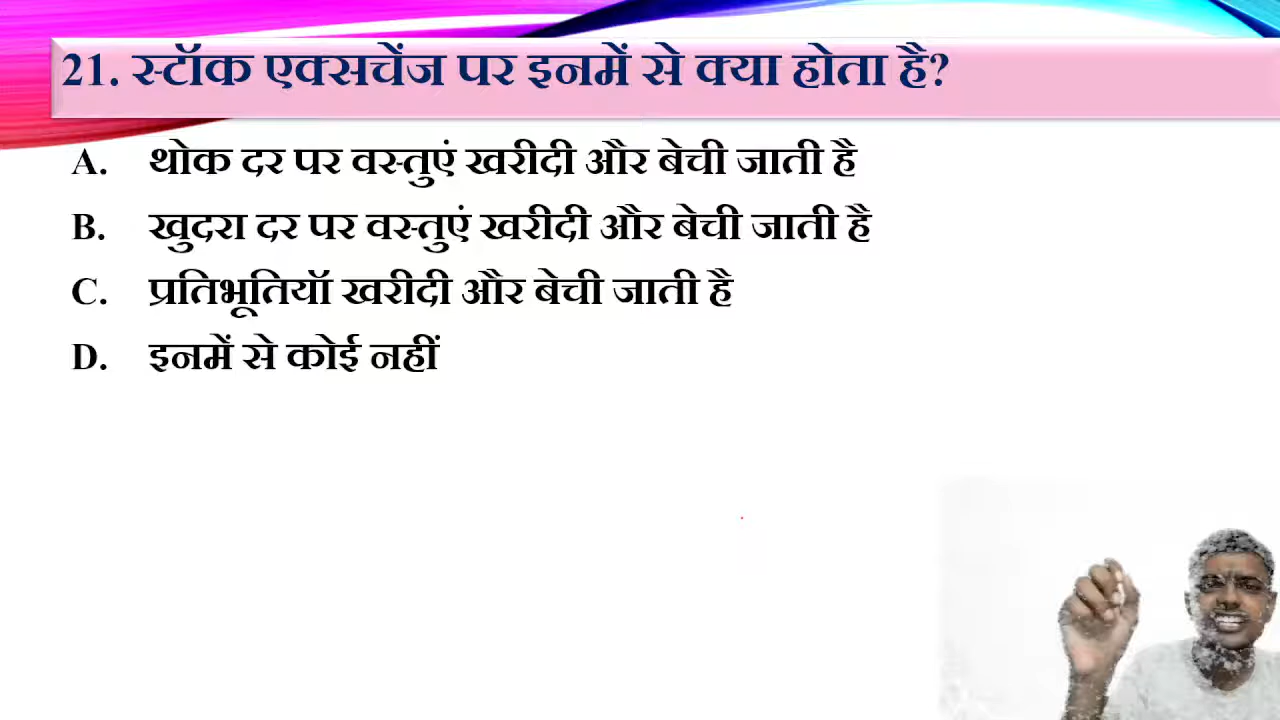 21. स्टॉक एक्सचेंज पर इनमें से क्या होता है?
A. थोक दर पर वस्तुएं खरीदी और बेची जाती है
B. खुदरा दर पर वस्तुएं खरीदी और बेची जाती है
C. प्रतिभूतियॉ खरीदी और बेची जाती है
D. इनमें से कोई नहीं